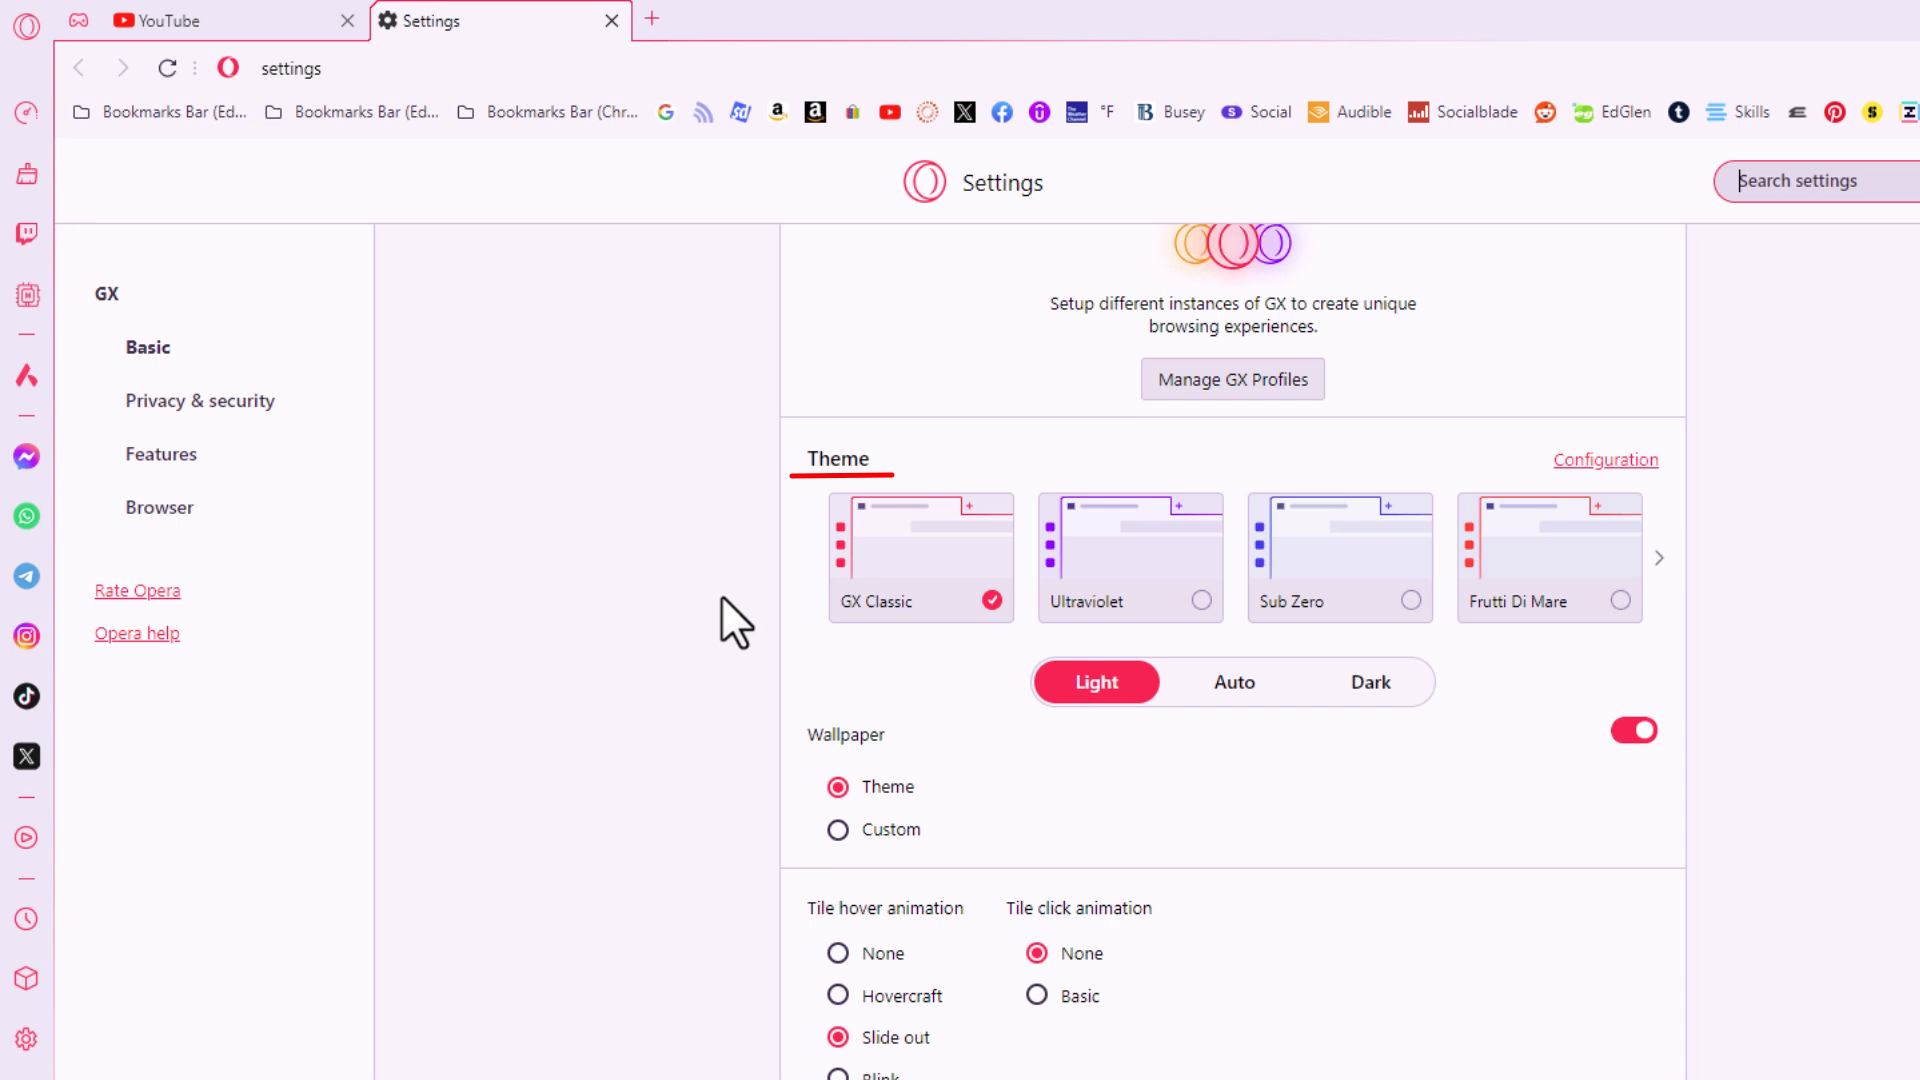 YouTube
Settings
settings
Bookmarks Bar (Ed...
Bookmarks Bar (Ed...
Bookmarks Bar (Chr...
°F
Busey
Social
Audible
Socialblade
EdGlen
Skills
Settings
Search settings
GX
Basic
Privacy & security
Features
Browser
Rate Opera
Opera help
Setup different instances of GX to create unique
browsing experiences.
Manage GX Profiles
Theme
Configuration
GX Classic
Ultraviolet
Sub Zero
Frutti Di Mare
Light
Auto
Dark
Wallpaper
Theme
Custom
Tile hover animation
Tile click animation
None
None
Hovercraft
Basic
Slide out
Blink